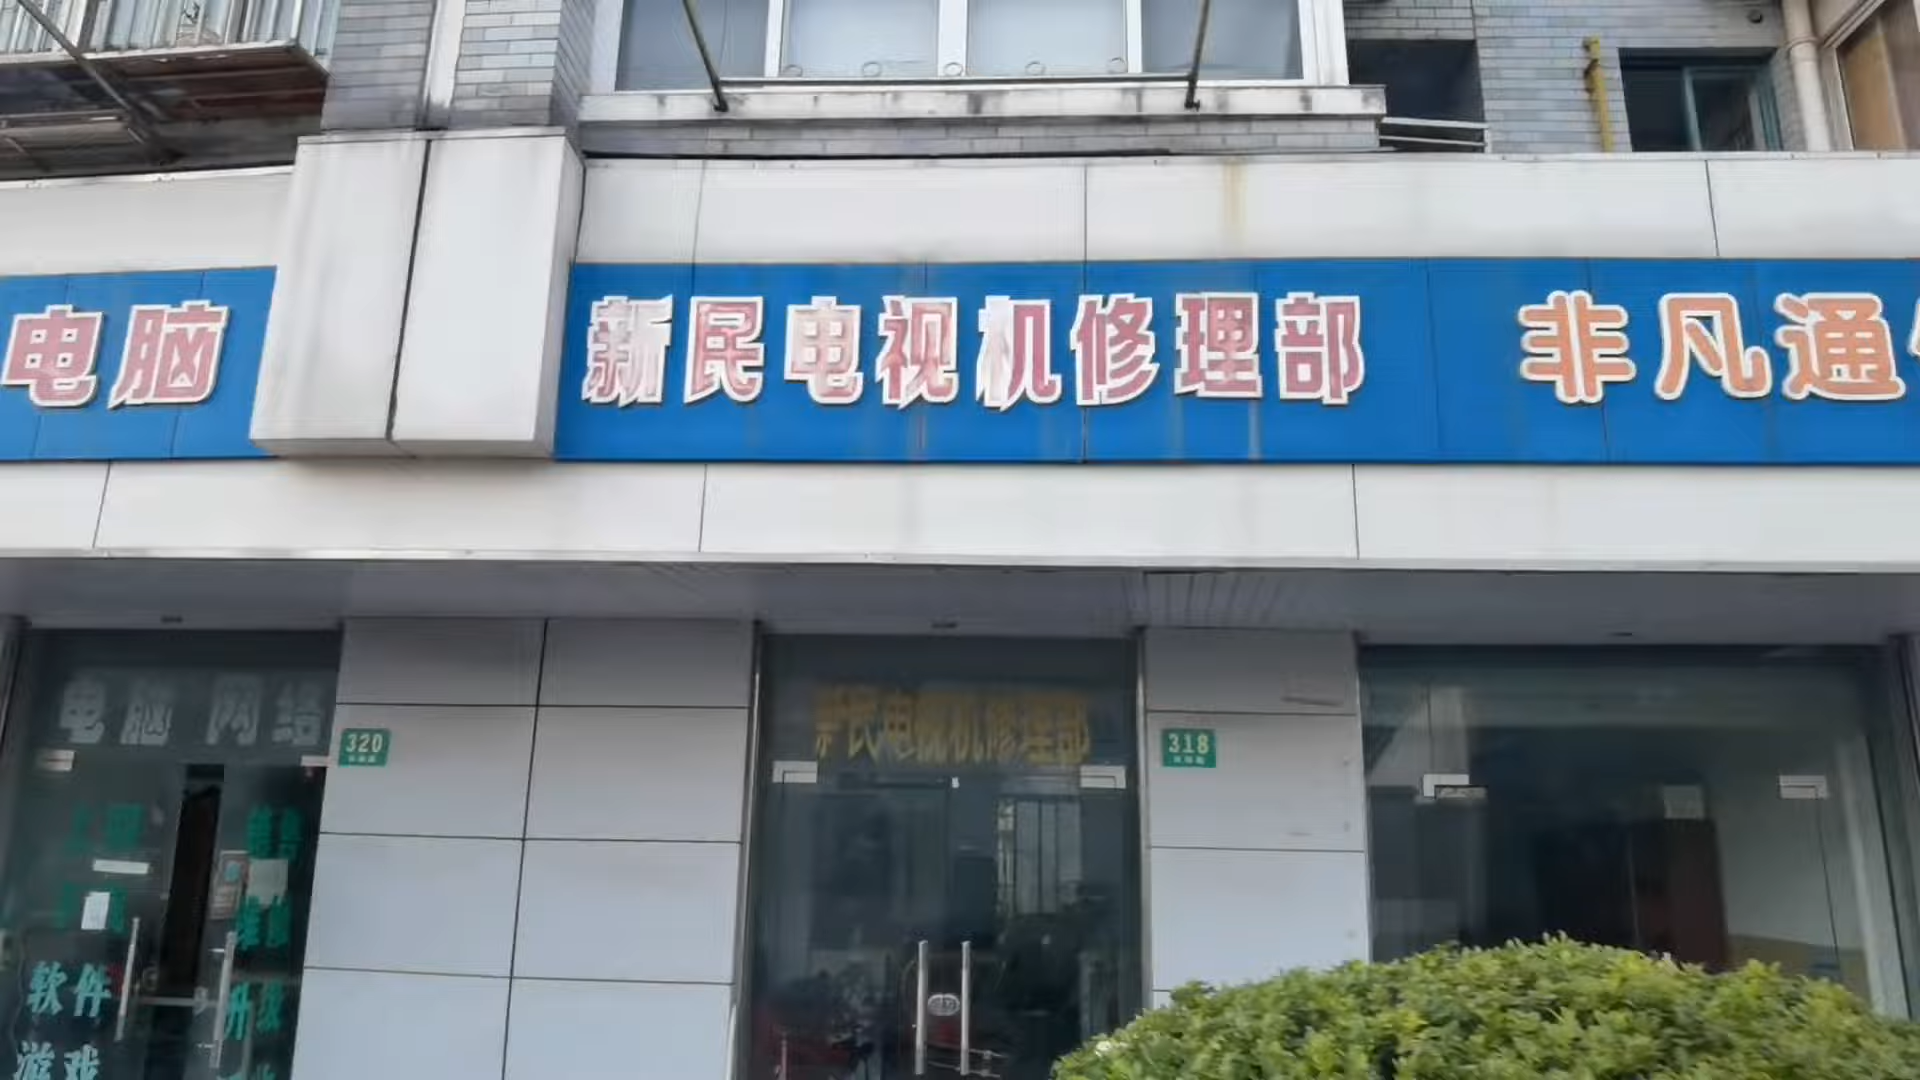 电脑
新民电视机修理部
非凡通
电脑 网络
320
新民电视机修理部
318
软件
升级
游戏